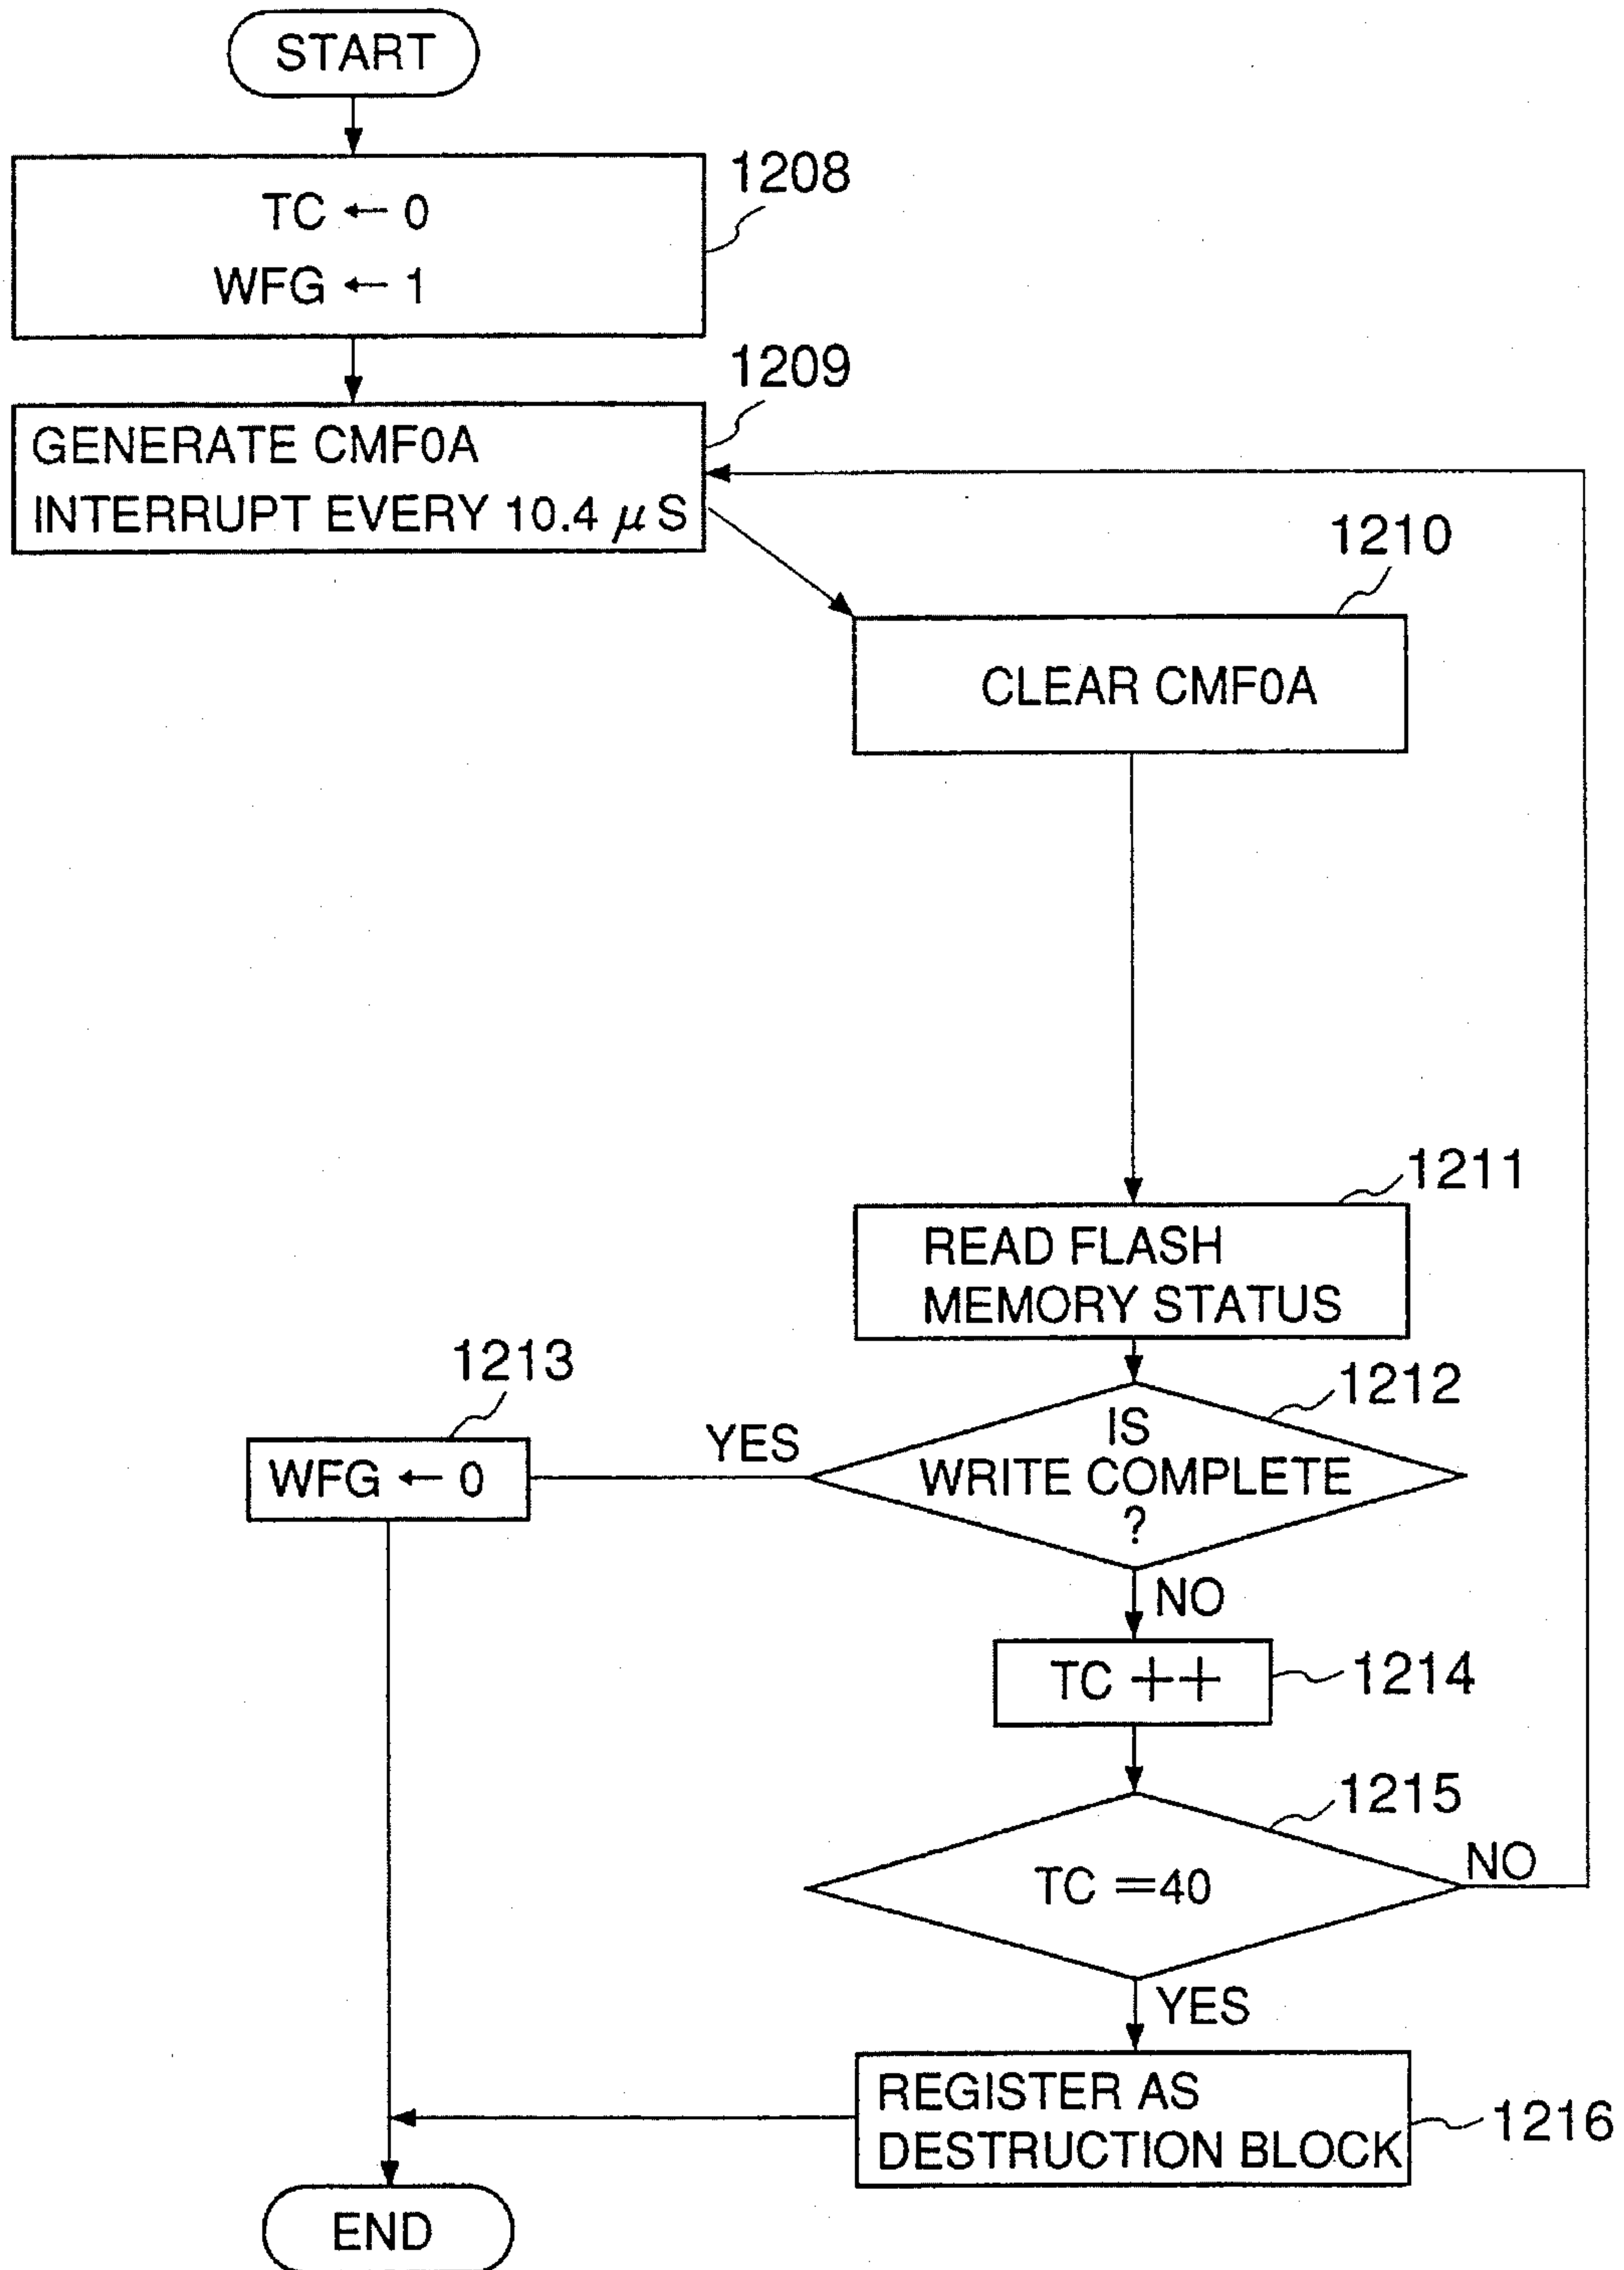 START
TC ← 0
WFG ← 1
1208
GENERATE CMF0A
INTERRUPT EVERY 10.4 μS
1209
1210
CLEAR CMF0A
1211
READ FLASH
MEMORY STATUS
1212
IS
WRITE COMPLETE
?
YES
1213
WFG ← 0
NO
TC ++
1214
1215
TC =40
NO
YES
REGISTER AS
DESTRUCTION BLOCK
1216
END